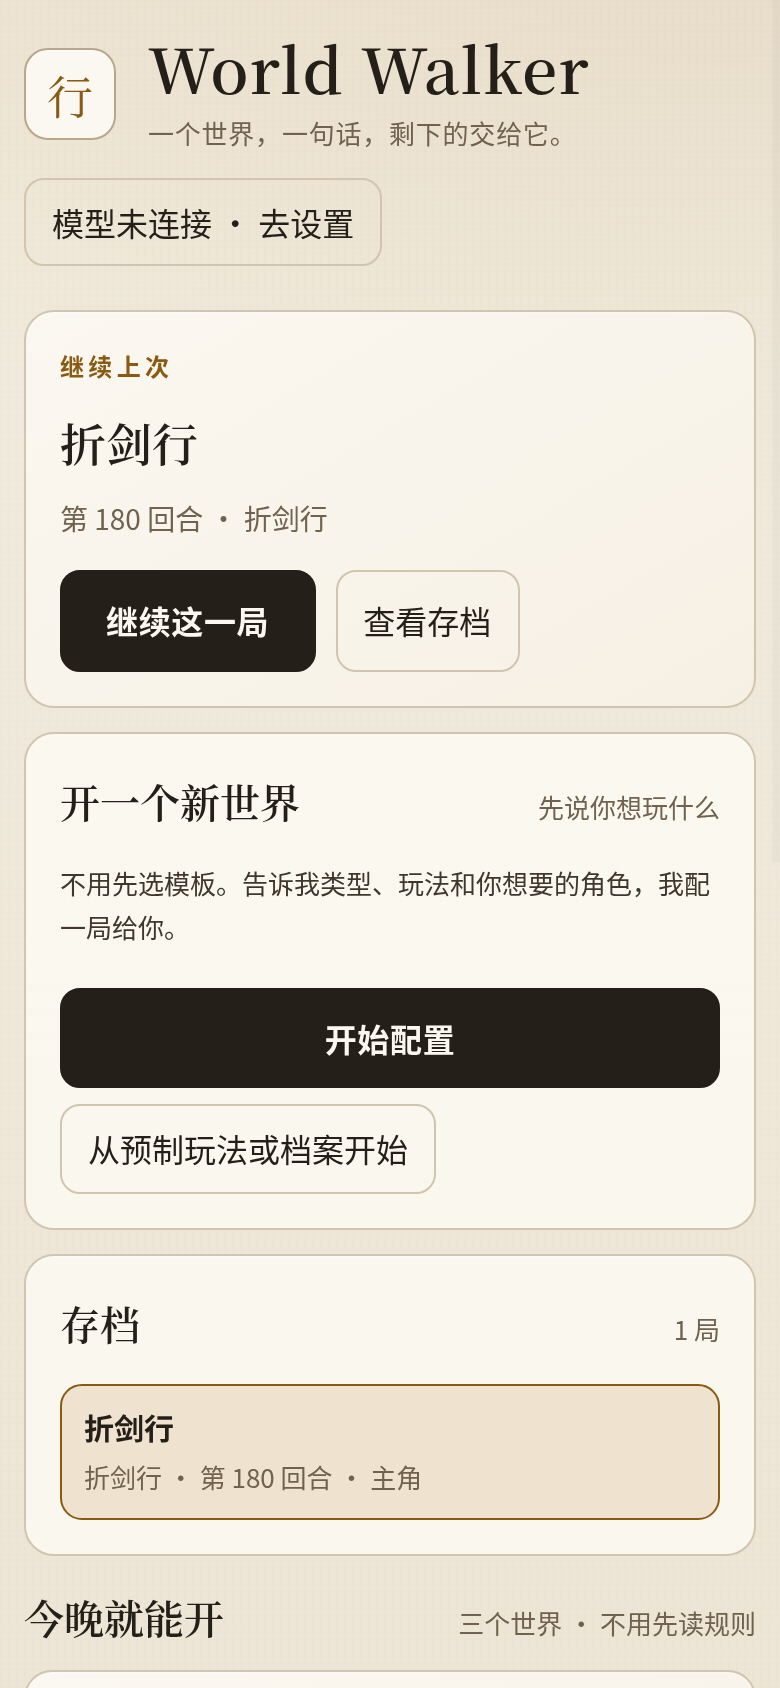 行
World Walker
一个世界，一句话，剩下的交给它。
模型未连接 · 去设置
继续上次
折剑行
第 180 回合 · 折剑行
继续这一局
查看存档
开一个新世界
先说你想玩什么
不用先选模板。告诉我类型、玩法和你想要的角色，我配
一局给你。
开始配置
从预制玩法或档案开始
存档
1 局
折剑行
折剑行 · 第 180 回合 · 主角
今晚就能开
三个世界 · 不用先读规则